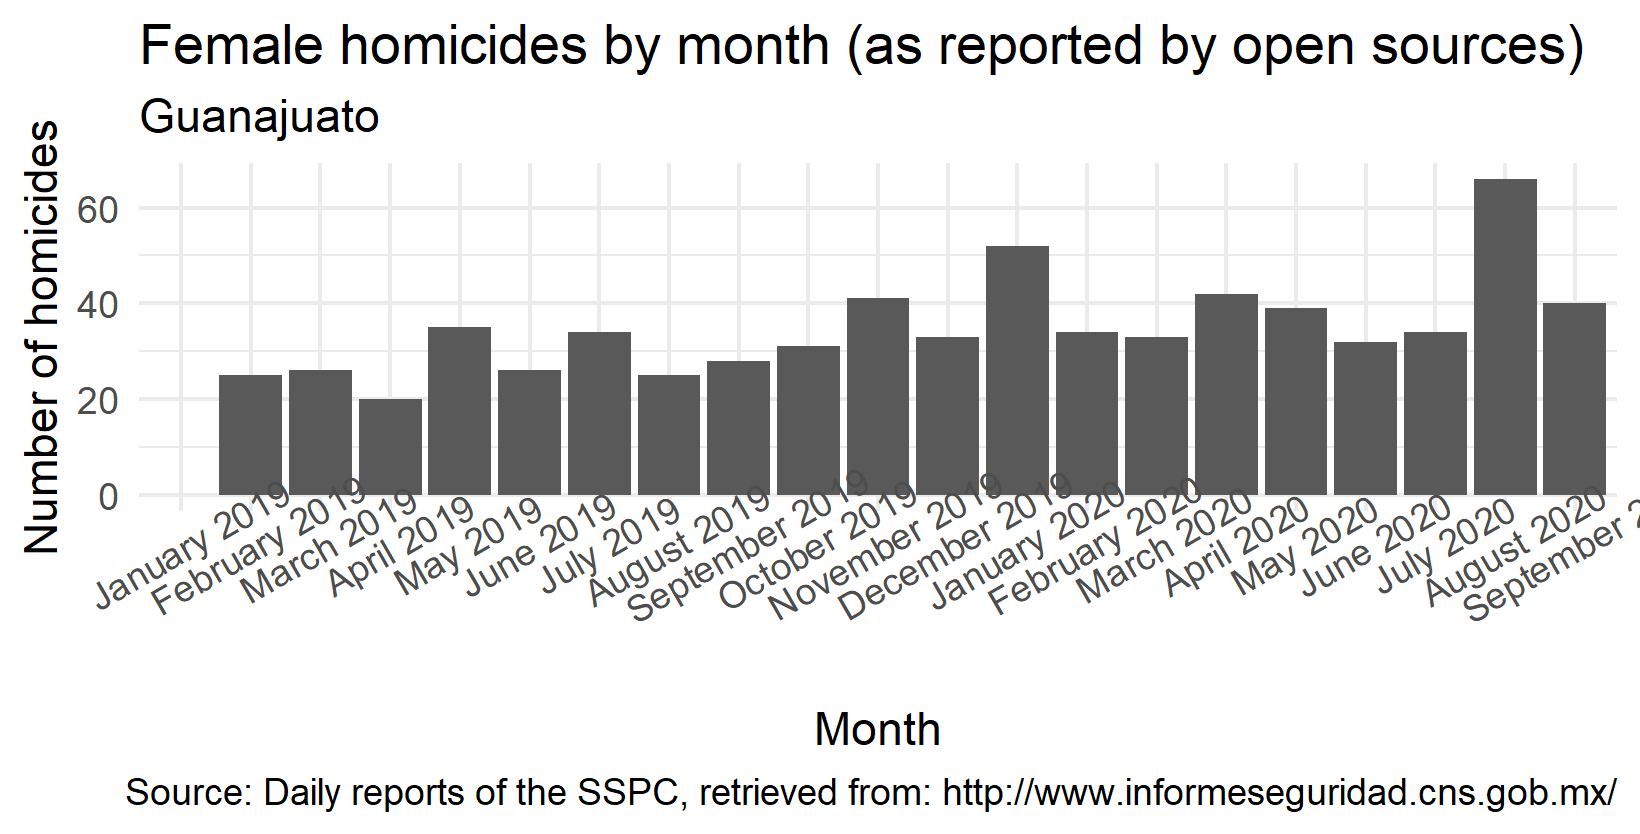 Female homicides by month (as reported by open sources)
Guanajuato
Number of homicides
60
40
20
0
January 2019
February 2019
March 2019
April 2019
May 2019
June 2019
July 2019
August 2019
September 2019
October 2019
November 2019
December 2019
January 2020
February 2020
March 2020
April 2020
May 2020
June 2020
July 2020
August 2020
September 2
Month
Source: Daily reports of the SSPC, retrieved from: http://www.informeseguridad.cns.gob.mx/